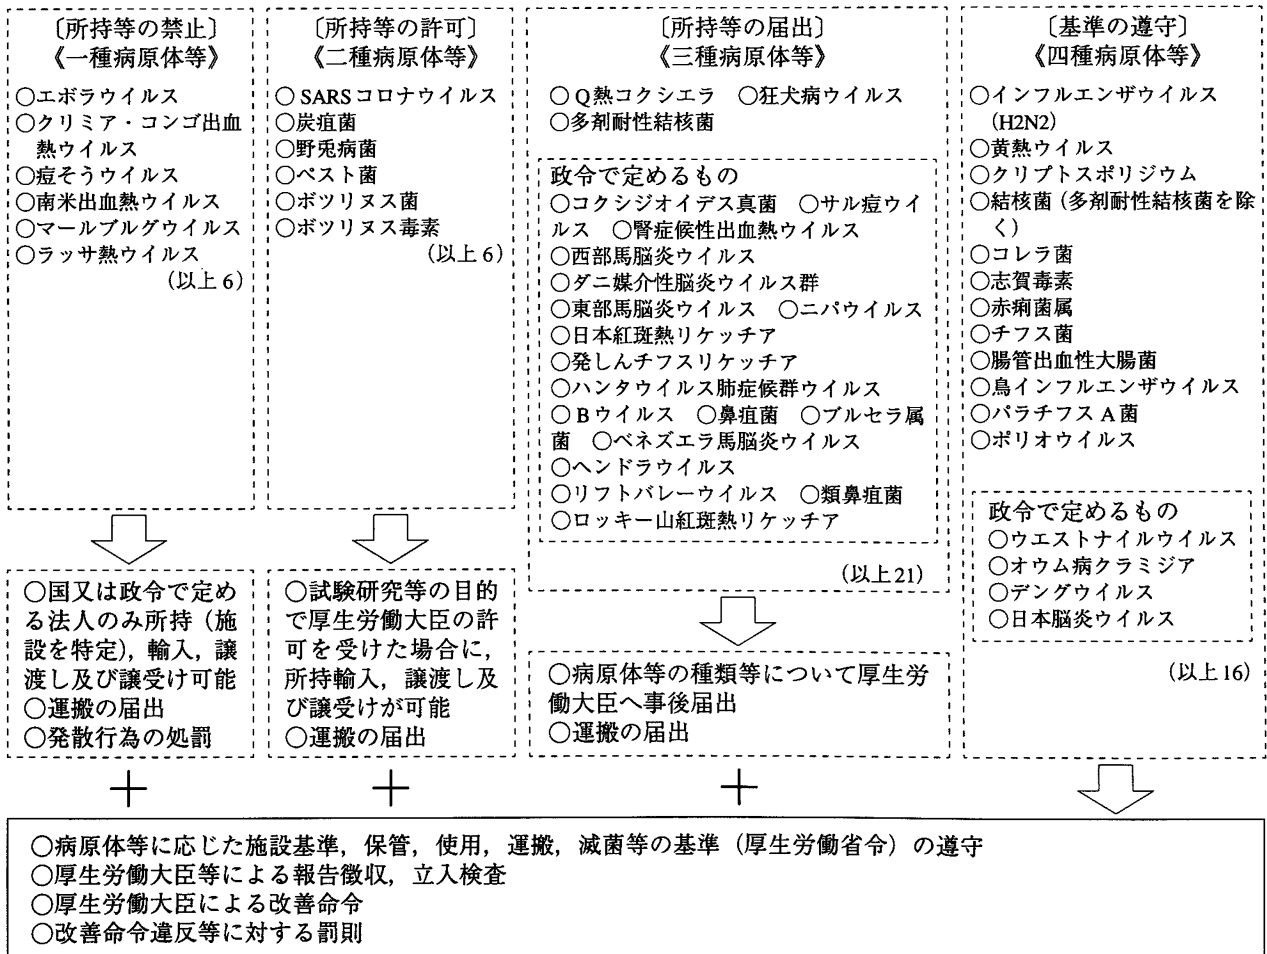 〔所持等の禁止〕
《一種病原体等》
○エボラウイルス
○クリミア・コンゴ出血
熱ウイルス
○痘そうウイルス
○南米出血熱ウイルス
○マールブルグウイルス
○ラッサ熱ウイルス
(以上6)
○国又は政令で定め
る法人のみ所持（施
設を特定），輸入，譲
渡し及び譲受け可能
○運搬の届出
○発散行為の処罰
〔所持等の許可〕
《二種病原体等》
○SARSコロナウイルス
○炭疽菌
○野兎病菌
○ペスト菌
○ボツリヌス菌
○ボツリヌス毒素
(以上6)
○試験研究等の目的
で厚生労働大臣の許
可を受けた場合に，
所持輸入，譲渡し及
び譲受けが可能
○運搬の届出
〔所持等の届出〕
《三種病原体等》
○Q熱コクシエラ　○狂犬病ウイルス
○多剤耐性結核菌
政令で定めるもの
○コクシジオイデス真菌　○サル痘ウイ
ルス　○腎症候性出血熱ウイルス
○西部馬脳炎ウイルス
○ダニ媒介性脳炎ウイルス群
○東部馬脳炎ウイルス　○ニパウイルス
○日本紅斑熱リケッチア
○発しんチフスリケッチア
○ハンタウイルス肺症候群ウイルス
○Bウイルス　○鼻疽菌　○ブルセラ属
菌　○ベネズエラ馬脳炎ウイルス
○ヘンドラウイルス
○リフトバレーウイルス　○類鼻疽菌
○ロッキー山紅斑熱リケッチア
(以上21)
○病原体等の種類等について厚生労
働大臣へ事後届出
○運搬の届出
〔基準の遵守〕
《四種病原体等》
○インフルエンザウイルス
(H2N2)
○黄熱ウイルス
○クリプトスポリジウム
○結核菌(多剤耐性結核菌を除
く)
○コレラ菌
○志賀毒素
○赤痢菌属
○チフス菌
○腸管出血性大腸菌
○鳥インフルエンザウイルス
○パラチフスA菌
○ポリオウイルス
政令で定めるもの
○ウエストナイルウイルス
○オウム病クラミジア
○デングウイルス
○日本脳炎ウイルス
(以上16)
＋　＋　＋
○病原体等に応じた施設基準，保管，使用，運搬，滅菌等の基準（厚生労働省令）の遵守
○厚生労働大臣等による報告徴収，立入検査
○厚生労働大臣による改善命令
○改善命令違反等に対する罰則